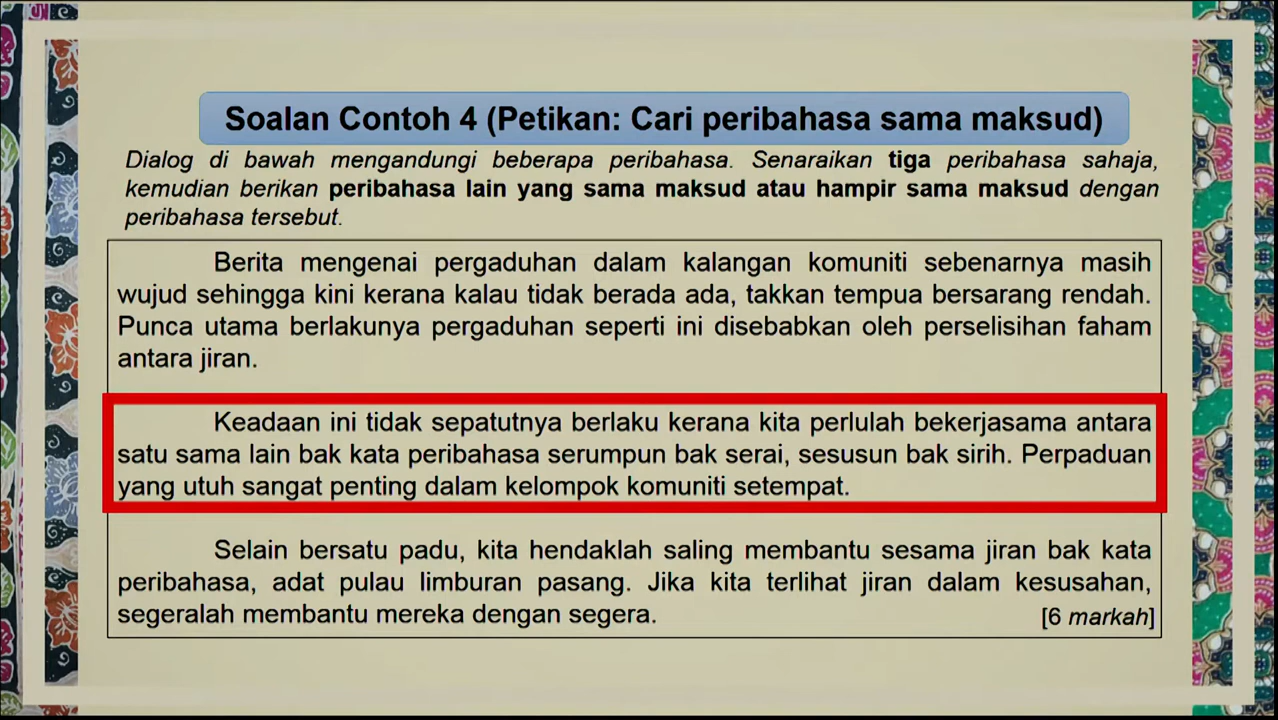 Soalan Contoh 4 (Petikan: Cari peribahasa sama maksud)
Dialog di bawah mengandungi beberapa peribahasa. Senaraikan tiga peribahasa sahaja,
kemudian berikan peribahasa lain yang sama maksud atau hampir sama maksud dengan
peribahasa tersebut.
Berita mengenai pergaduhan dalam kalangan komuniti sebenarnya masih
wujud sehingga kini kerana kalau tidak berada ada, takkan tempua bersarang rendah.
Punca utama berlakunya pergaduhan seperti ini disebabkan oleh perselisihan faham
antara jiran.
Keadaan ini tidak sepatutnya berlaku kerana kita perlulah bekerjasama antara
satu sama lain bak kata peribahasa serumpun bak serai, sesusun bak sirih. Perpaduan
yang utuh sangat penting dalam kelompok komuniti setempat.
Selain bersatu padu, kita hendaklah saling membantu sesama jiran bak kata
peribahasa, adat pulau limburan pasang. Jika kita terlihat jiran dalam kesusahan,
segeralah membantu mereka dengan segera. [6 markah]